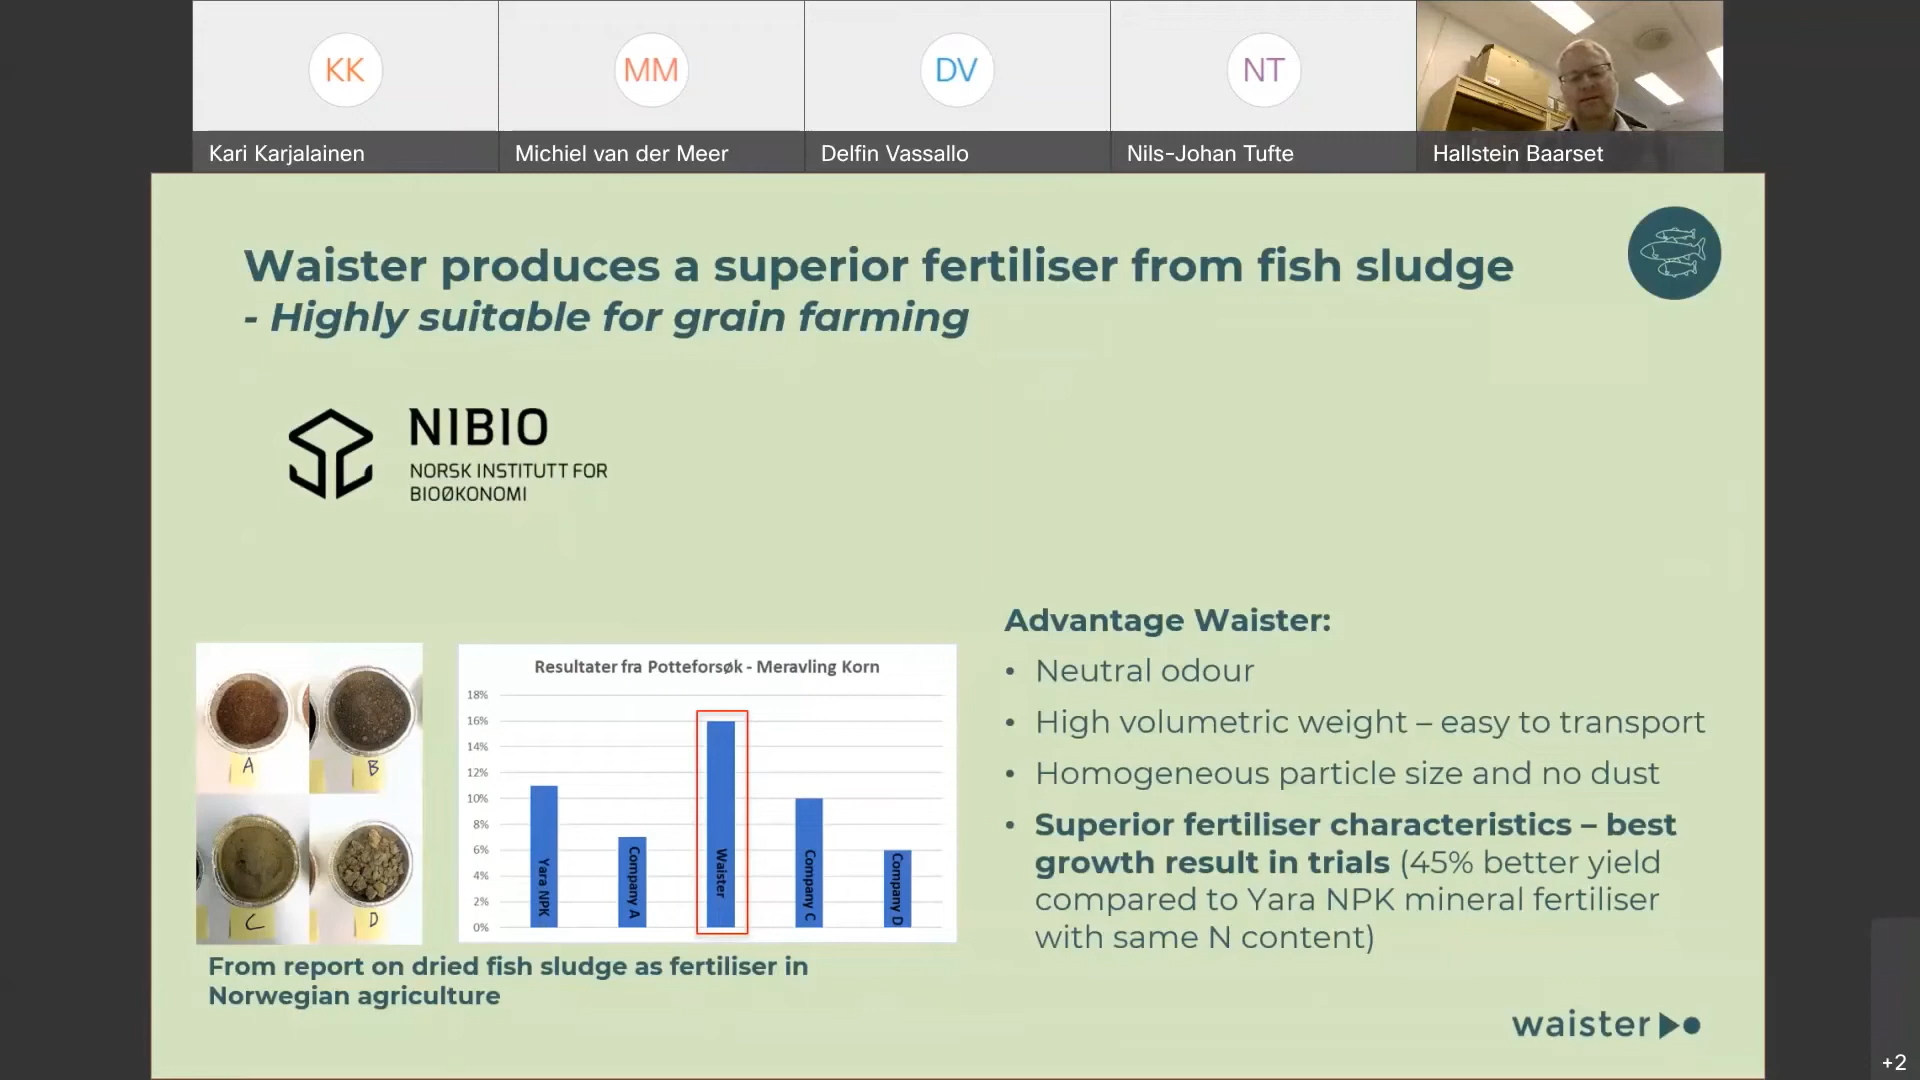 KK
MM
DV
NT
Kari Karjalainen
Michiel van der Meer
Delfin Vassallo
Nils-Johan Tufte
Hallstein Baarset
Waister produces a superior fertiliser from fish sludge
- Highly suitable for grain farming
NIBIO
NORSK INSTITUTT FOR
BIOØKONOMI
A
B
C
D
Resultater fra Potteforsøk - Meravling Korn
18%
16%
14%
12%
10%
8%
6%
4%
2%
0%
Yara NPK
Company A
Waister
Company C
Company D
From report on dried fish sludge as fertiliser in
Norwegian agriculture
Advantage Waister:
• Neutral odour
• High volumetric weight – easy to transport
• Homogeneous particle size and no dust
• Superior fertiliser characteristics – best
growth result in trials (45% better yield
compared to Yara NPK mineral fertiliser
with same N content)
waister
+2